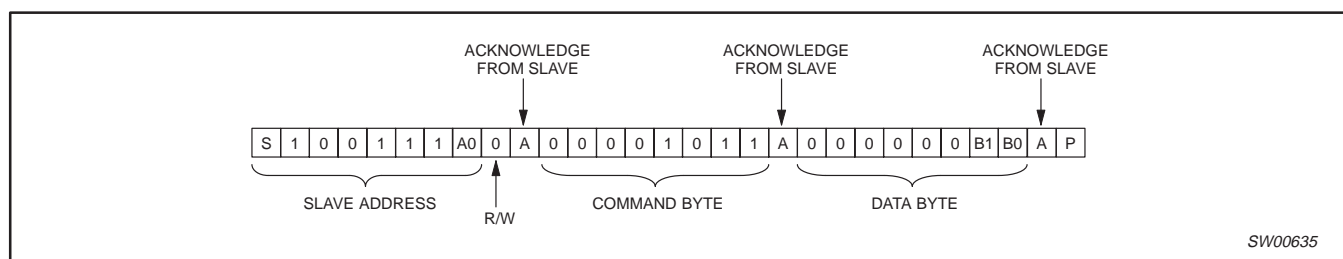 ACKNOWLEDGE
FROM SLAVE
ACKNOWLEDGE
FROM SLAVE
ACKNOWLEDGE
FROM SLAVE
S 1 0 0 1 1 1 A0 0 A 0 0 0 0 1 0 1 1 A 0 0 0 0 0 0 B1 B0 A P
SLAVE ADDRESS
R/W
COMMAND BYTE
DATA BYTE
SW00635